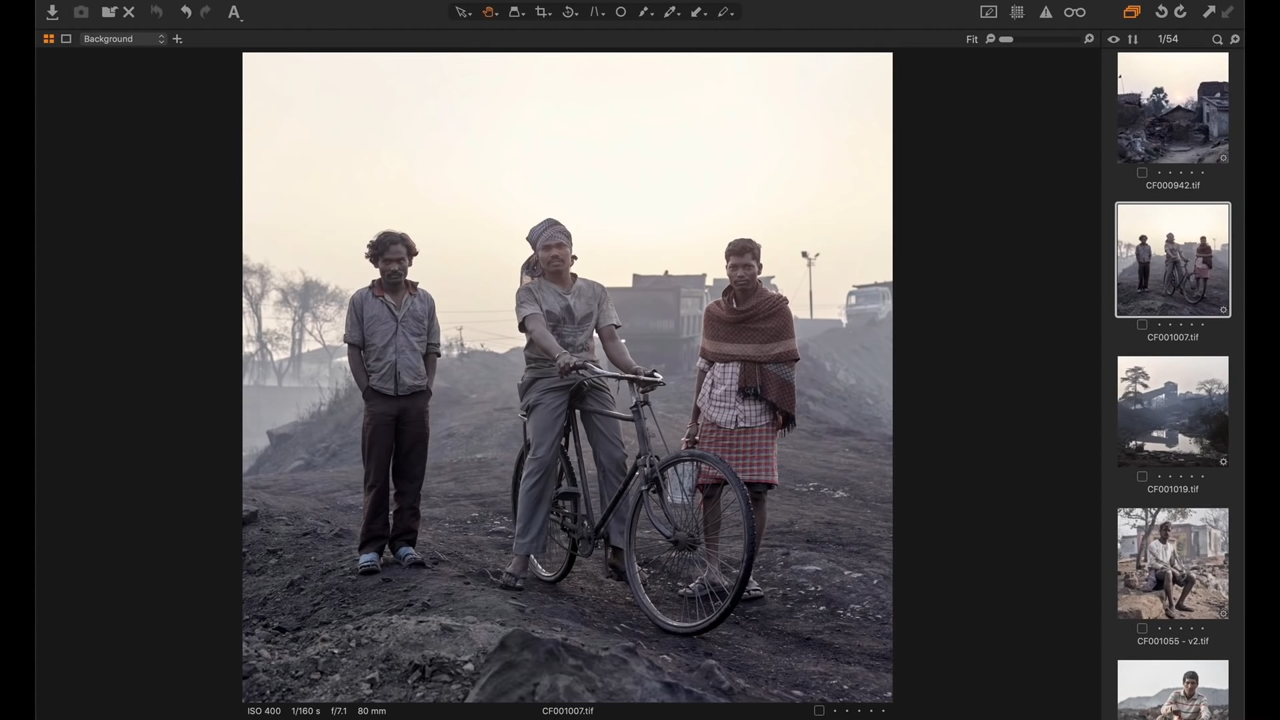 Background
Fit
1/54
CF000942.tif
CF001007.tif
CF001019.tif
CF001055 - v2.tif
ISO 400 1/160 s f/7.1 80 mm
CF001007.tif